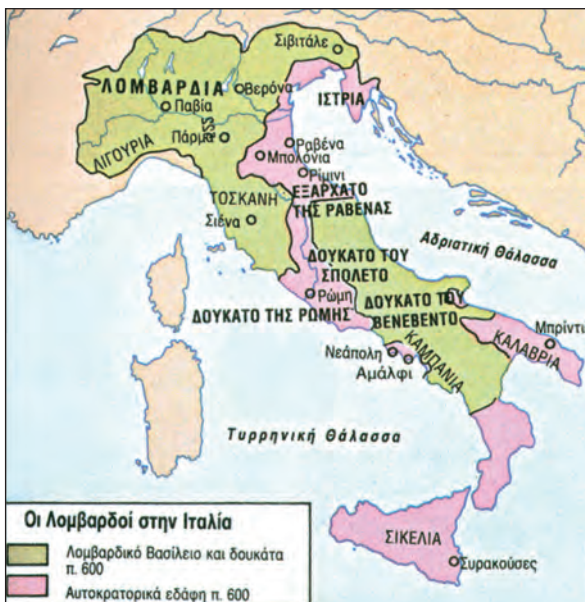 Σιβιτάλε
ΛΟΜΒΑΡΔΙΑ
Βερόνα
Παβία
ΙΣΤΡΙΑ
Πάρμα
ΛΙΓΟΥΡΙΑ
Ραβένα
Μπολόνια
Ρίμινι
ΕΞΑΡΧΑΤΟ
ΤΗΣ ΡΑΒΕΝΑΣ
ΤΟΣΚΑΝΗ
Σιένα
Αδριατική Θάλασσα
ΔΟΥΚΑΤΟ ΤΟΥ
ΣΠΟΛΕΤΟ
Ρώμη
ΔΟΥΚΑΤΟ ΤΗΣ ΡΩΜΗΣ
ΔΟΥΚΑΤΟ ΤΟΥ
ΒΕΝΕΒΕΝΤΟ
Μπρίντι
ΚΑΛΑΒΡΙΑ
Νεάπολη
ΚΑΜΠΑΝΙΑ
Αμάλφι
Τυρρηνική Θάλασσα
ΣΙΚΕΛΙΑ
Συρακούσες
Οι Λομβαρδοί στην Ιταλία
Λομβαρδικό Βασίλειο και δουκάτα
π. 600
Αυτοκρατορικά εδάφη π. 600